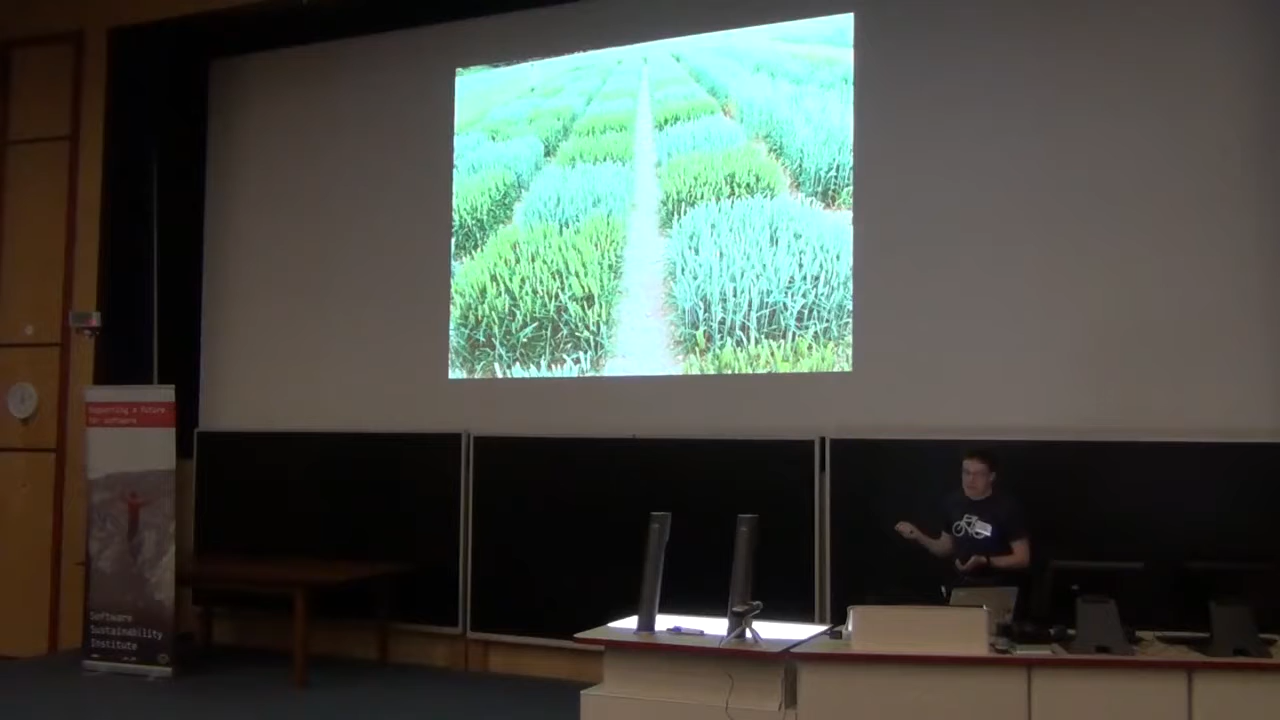 Supporting a future
for software
Software
Sustainability
Institute